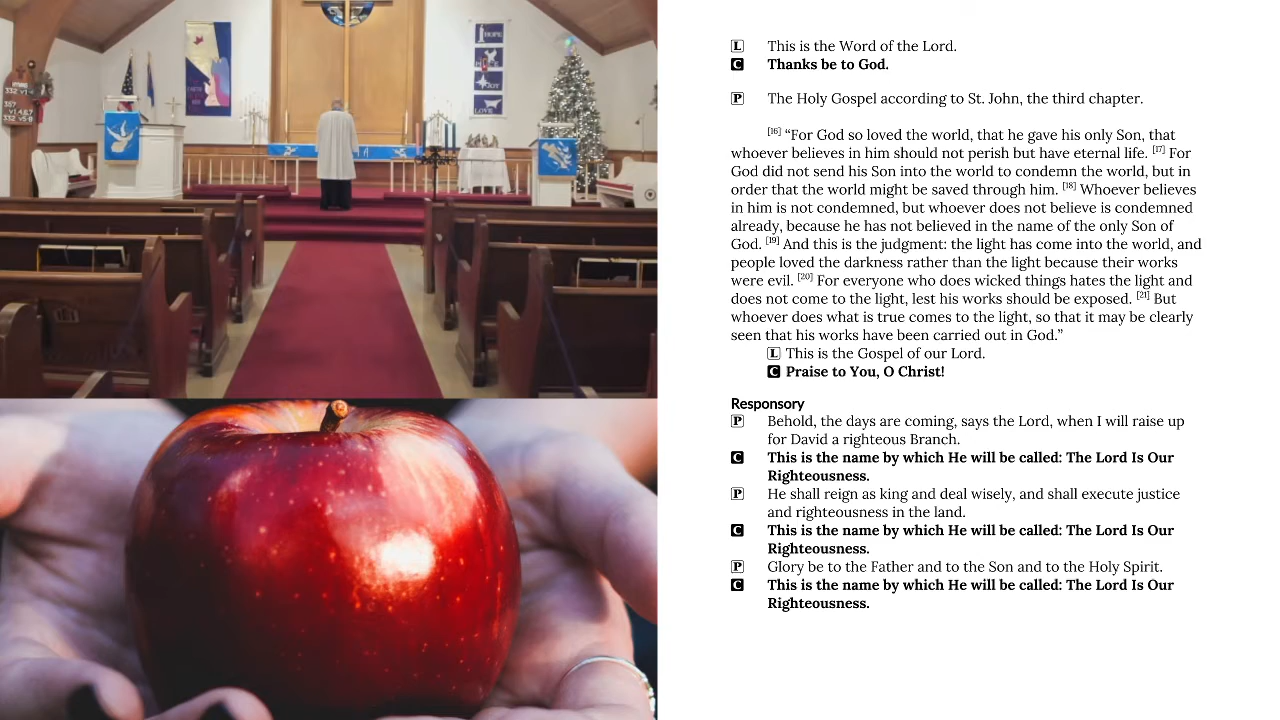 HOPE
JOY
LOVE
332 v1-4
357
v1,4,6,7
332 v5-8
L This is the Word of the Lord.
C Thanks be to God.
P The Holy Gospel according to St. John, the third chapter.
[16] “For God so loved the world, that he gave his only Son, that
whoever believes in him should not perish but have eternal life. [17] For
God did not send his Son into the world to condemn the world, but in
order that the world might be saved through him. [18] Whoever believes
in him is not condemned, but whoever does not believe is condemned
already, because he has not believed in the name of the only Son of
God. [19] And this is the judgment: the light has come into the world, and
people loved the darkness rather than the light because their works
were evil. [20] For everyone who does wicked things hates the light and
does not come to the light, lest his works should be exposed. [21] But
whoever does what is true comes to the light, so that it may be clearly
seen that his works have been carried out in God.”
L This is the Gospel of our Lord.
C Praise to You, O Christ!
Responsory
P Behold, the days are coming, says the Lord, when I will raise up
for David a righteous Branch.
C This is the name by which He will be called: The Lord Is Our
Righteousness.
P He shall reign as king and deal wisely, and shall execute justice
and righteousness in the land.
C This is the name by which He will be called: The Lord Is Our
Righteousness.
P Glory be to the Father and to the Son and to the Holy Spirit.
C This is the name by which He will be called: The Lord Is Our
Righteousness.